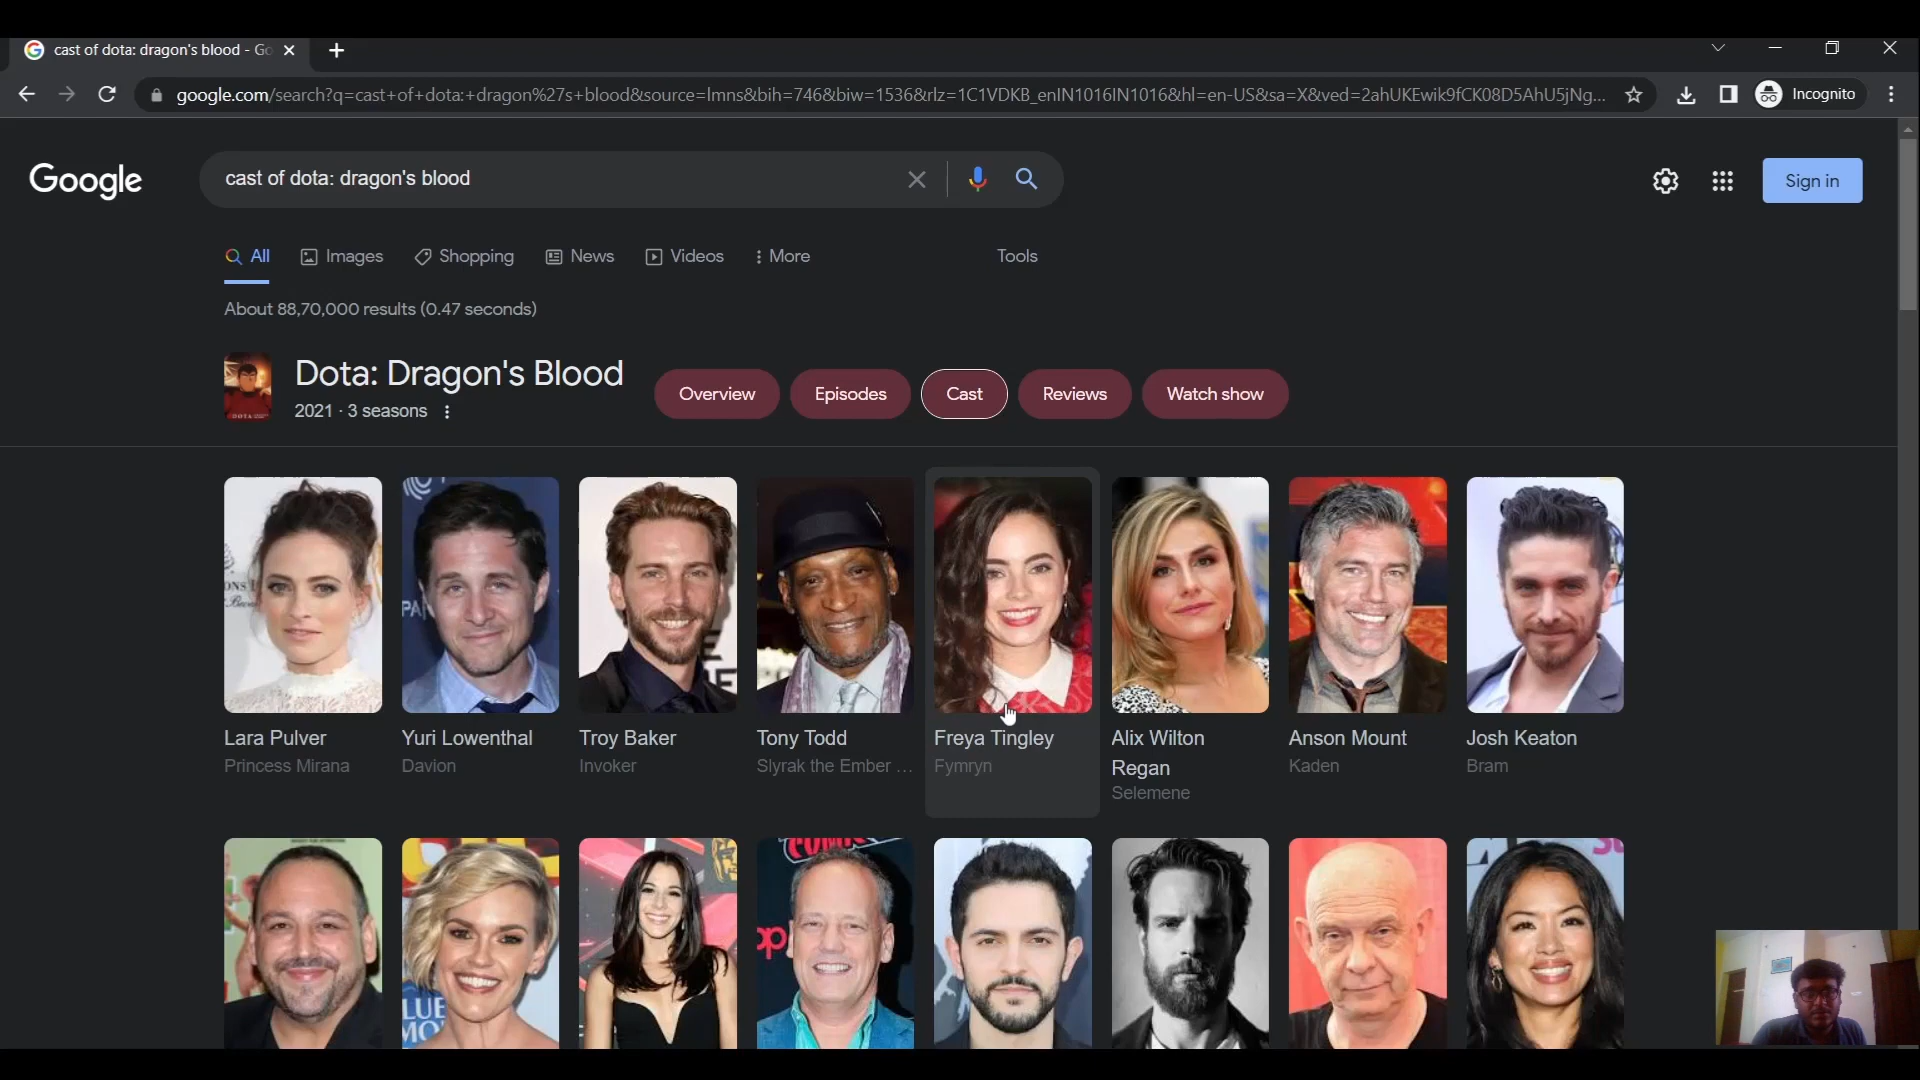 cast of dota: dragon's blood - Go
google.com/search?q=cast+of+dota:+dragon%27s+blood&source=lmns&bih=746&biw=1536&rlz=1C1VDKB_enIN1016IN1016&hl=en-US&sa=X&ved=2ahUKEwik9fCK08D5AhU5jNg...
Incognito
Google
cast of dota: dragon's blood
Sign in
All
Images
Shopping
News
Videos
More
Tools
About 88,70,000 results (0.47 seconds)
Dota: Dragon's Blood
2021 · 3 seasons
Overview
Episodes
Cast
Reviews
Watch show
Lara Pulver
Princess Mirana
Yuri Lowenthal
Davion
Troy Baker
Invoker
Tony Todd
Slyrak the Ember ...
Freya Tingley
Fymryn
Alix Wilton
Regan
Selemene
Anson Mount
Kaden
Josh Keaton
Bram